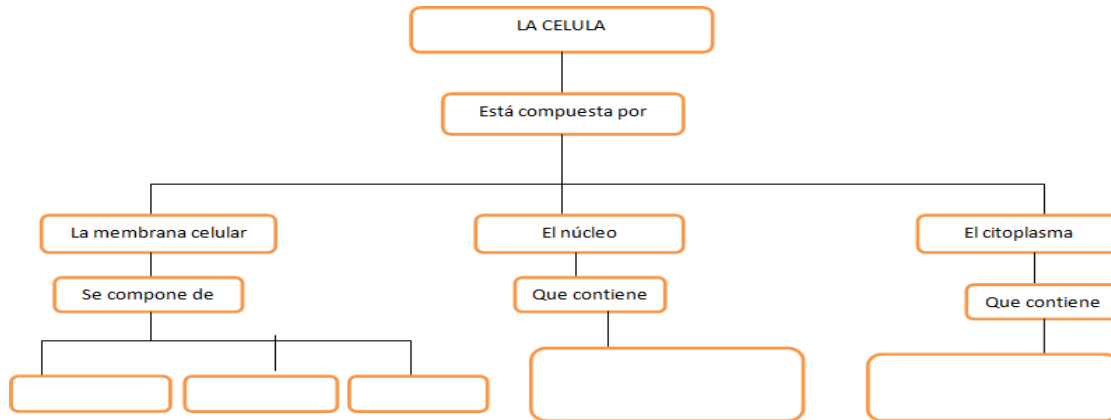 LA CELULA
Está compuesta por
La membrana celular
El núcleo
El citoplasma
Se compone de
Que contiene
Que contiene